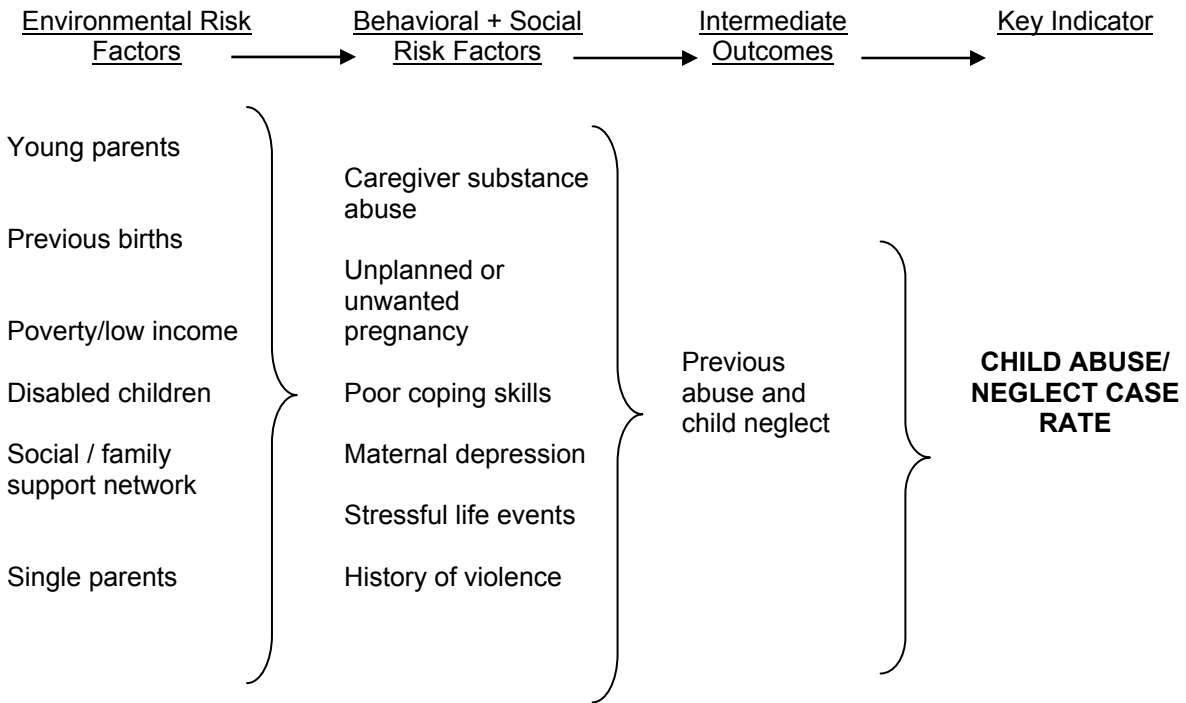 Environmental Risk
Factors
Behavioral + Social
Risk Factors
Intermediate
Outcomes
Key Indicator
Young parents
Previous births
Poverty/low income
Disabled children
Social / family
support network
Single parents
Caregiver substance
abuse
Unplanned or
unwanted
pregnancy
Poor coping skills
Maternal depression
Stressful life events
History of violence
Previous
abuse and
child neglect
CHILD ABUSE/
NEGLECT CASE
RATE